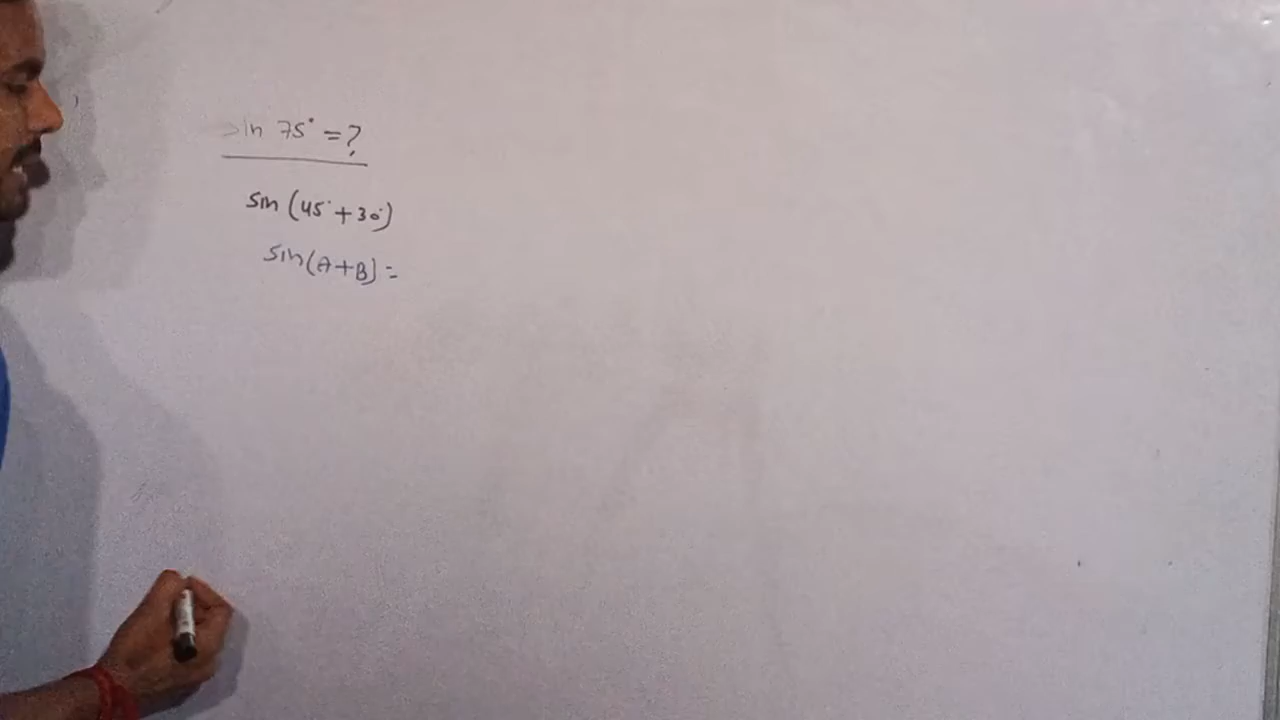 sin 75° = ?
sin (45° + 30°)
sin(A+B) =